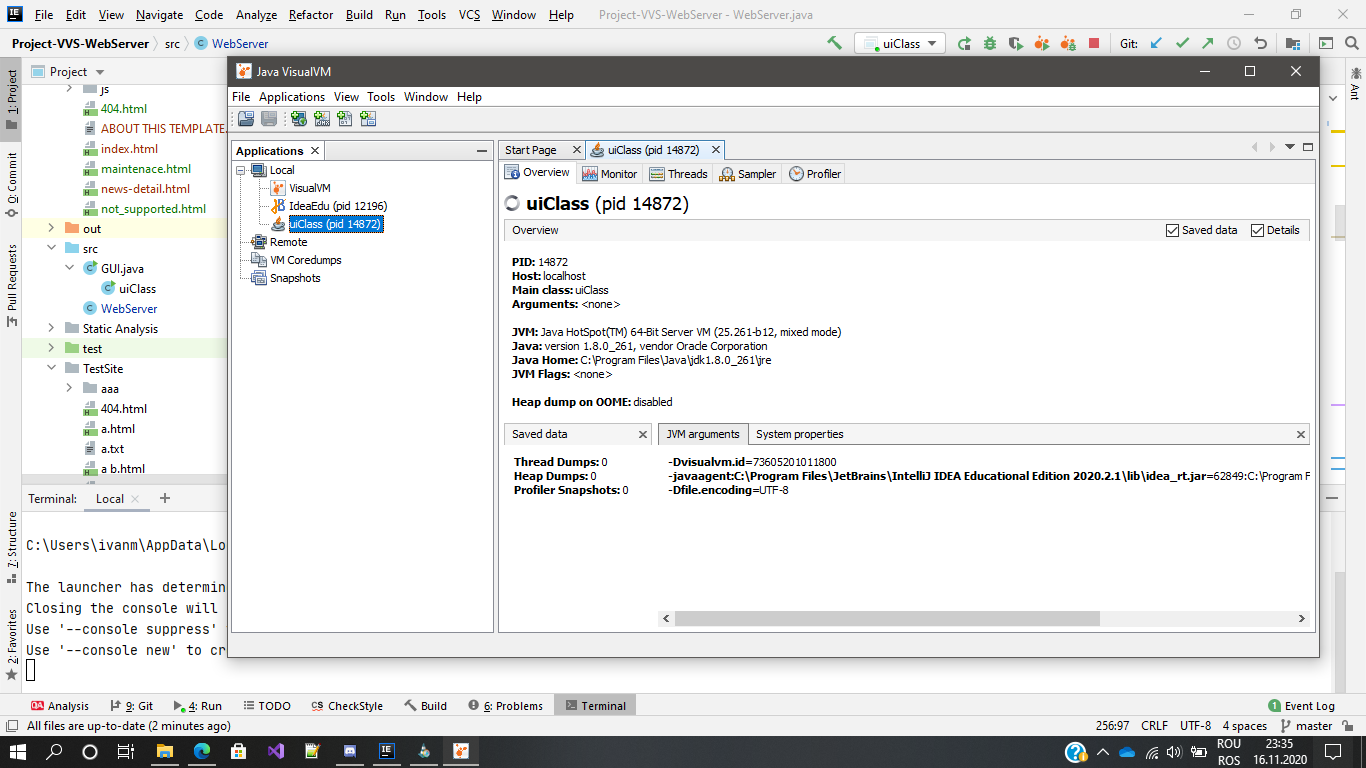 File Edit View Navigate Code Analyze Refactor Build Run Tools VCS Window Help Project-VVS-WebServer - WebServer.java
Project-VVS-WebServer src WebServer uiClass Git:
Project
js
404.html
ABOUT THIS TEMPLATE.
index.html
maintenace.html
news-detail.html
not_supported.html
out
src
GUI.java
uiClass
WebServer
Static Analysis
test
TestSite
aaa
404.html
a.html
a.txt
a b.html
1: Project
0: Commit
Pull Requests
7: Structure
2: Favorites
Ant
Java VisualVM
File Applications View Tools Window Help
Applications
Local
VisualVM
IdeaEdu (pid 12196)
uiClass (pid 14872)
Remote
VM Coredumps
Snapshots
Start Page uiClass (pid 14872)
Overview Monitor Threads Sampler Profiler
uiClass (pid 14872)
Overview Saved data Details
PID: 14872
Host: localhost
Main class: uiClass
Arguments: <none>
JVM: Java HotSpot(TM) 64-Bit Server VM (25.261-b12, mixed mode)
Java: version 1.8.0_261, vendor Oracle Corporation
Java Home: C:\Program Files\Java\jdk1.8.0_261\jre
JVM Flags: <none>
Heap dump on OOME: disabled
Saved data
Thread Dumps: 0
Heap Dumps: 0
Profiler Snapshots: 0
JVM arguments System properties
-Dvisualvm.id=73605201011800
-javaagent:C:\Program Files\JetBrains\IntelliJ IDEA Educational Edition 2020.2.1\lib\idea_rt.jar=62849:C:\Program F
-Dfile.encoding=UTF-8
Terminal: Local
C:\Users\ivanm\AppData\Lo
The launcher has determin
Closing the console will
Use '--console suppress'
Use '--console new' to cr
Analysis 9: Git 4: Run TODO CheckStyle Build 6: Problems Terminal 1 Event Log
All files are up-to-date (2 minutes ago) 256:97 CRLF UTF-8 4 spaces master
ROU 23:35
ROS 16.11.2020